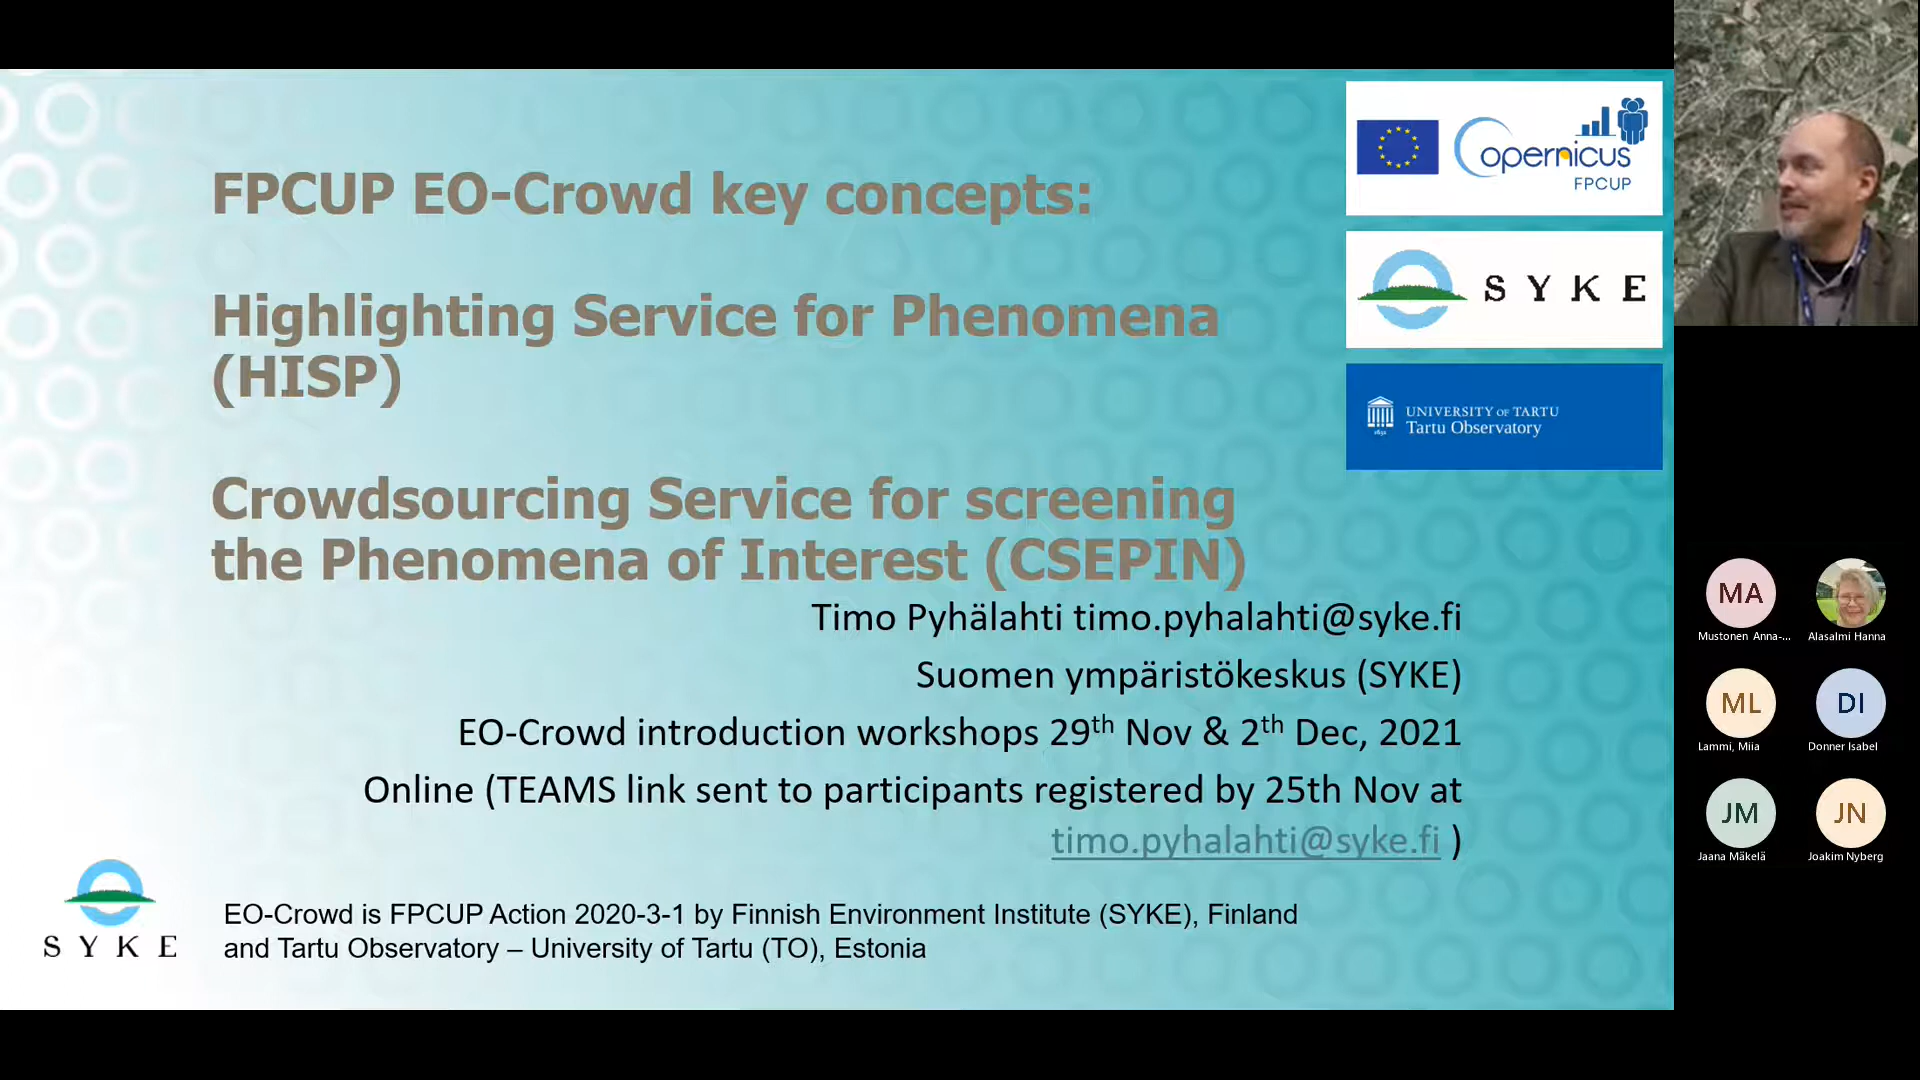 FPCUP EO-Crowd key concepts:
Highlighting Service for Phenomena
(HISP)
Crowdsourcing Service for screening
the Phenomena of Interest (CSEPIN)
Timo Pyhälahti timo.pyhalahti@syke.fi
Suomen ympäristökeskus (SYKE)
EO-Crowd introduction workshops 29th Nov & 2th Dec, 2021
Online (TEAMS link sent to participants registered by 25th Nov at
timo.pyhalahti@syke.fi )
EO-Crowd is FPCUP Action 2020-3-1 by Finnish Environment Institute (SYKE), Finland
and Tartu Observatory – University of Tartu (TO), Estonia
SYKE
opernicus
FPCUP
SYKE
UNIVERSITY OF TARTU
Tartu Observatory
1632
MA
Mustonen Anna-...
Alasalmi Hanna
ML
Lammi, Miia
DI
Donner Isabel
JM
Jaana Mäkelä
JN
Joakim Nyberg